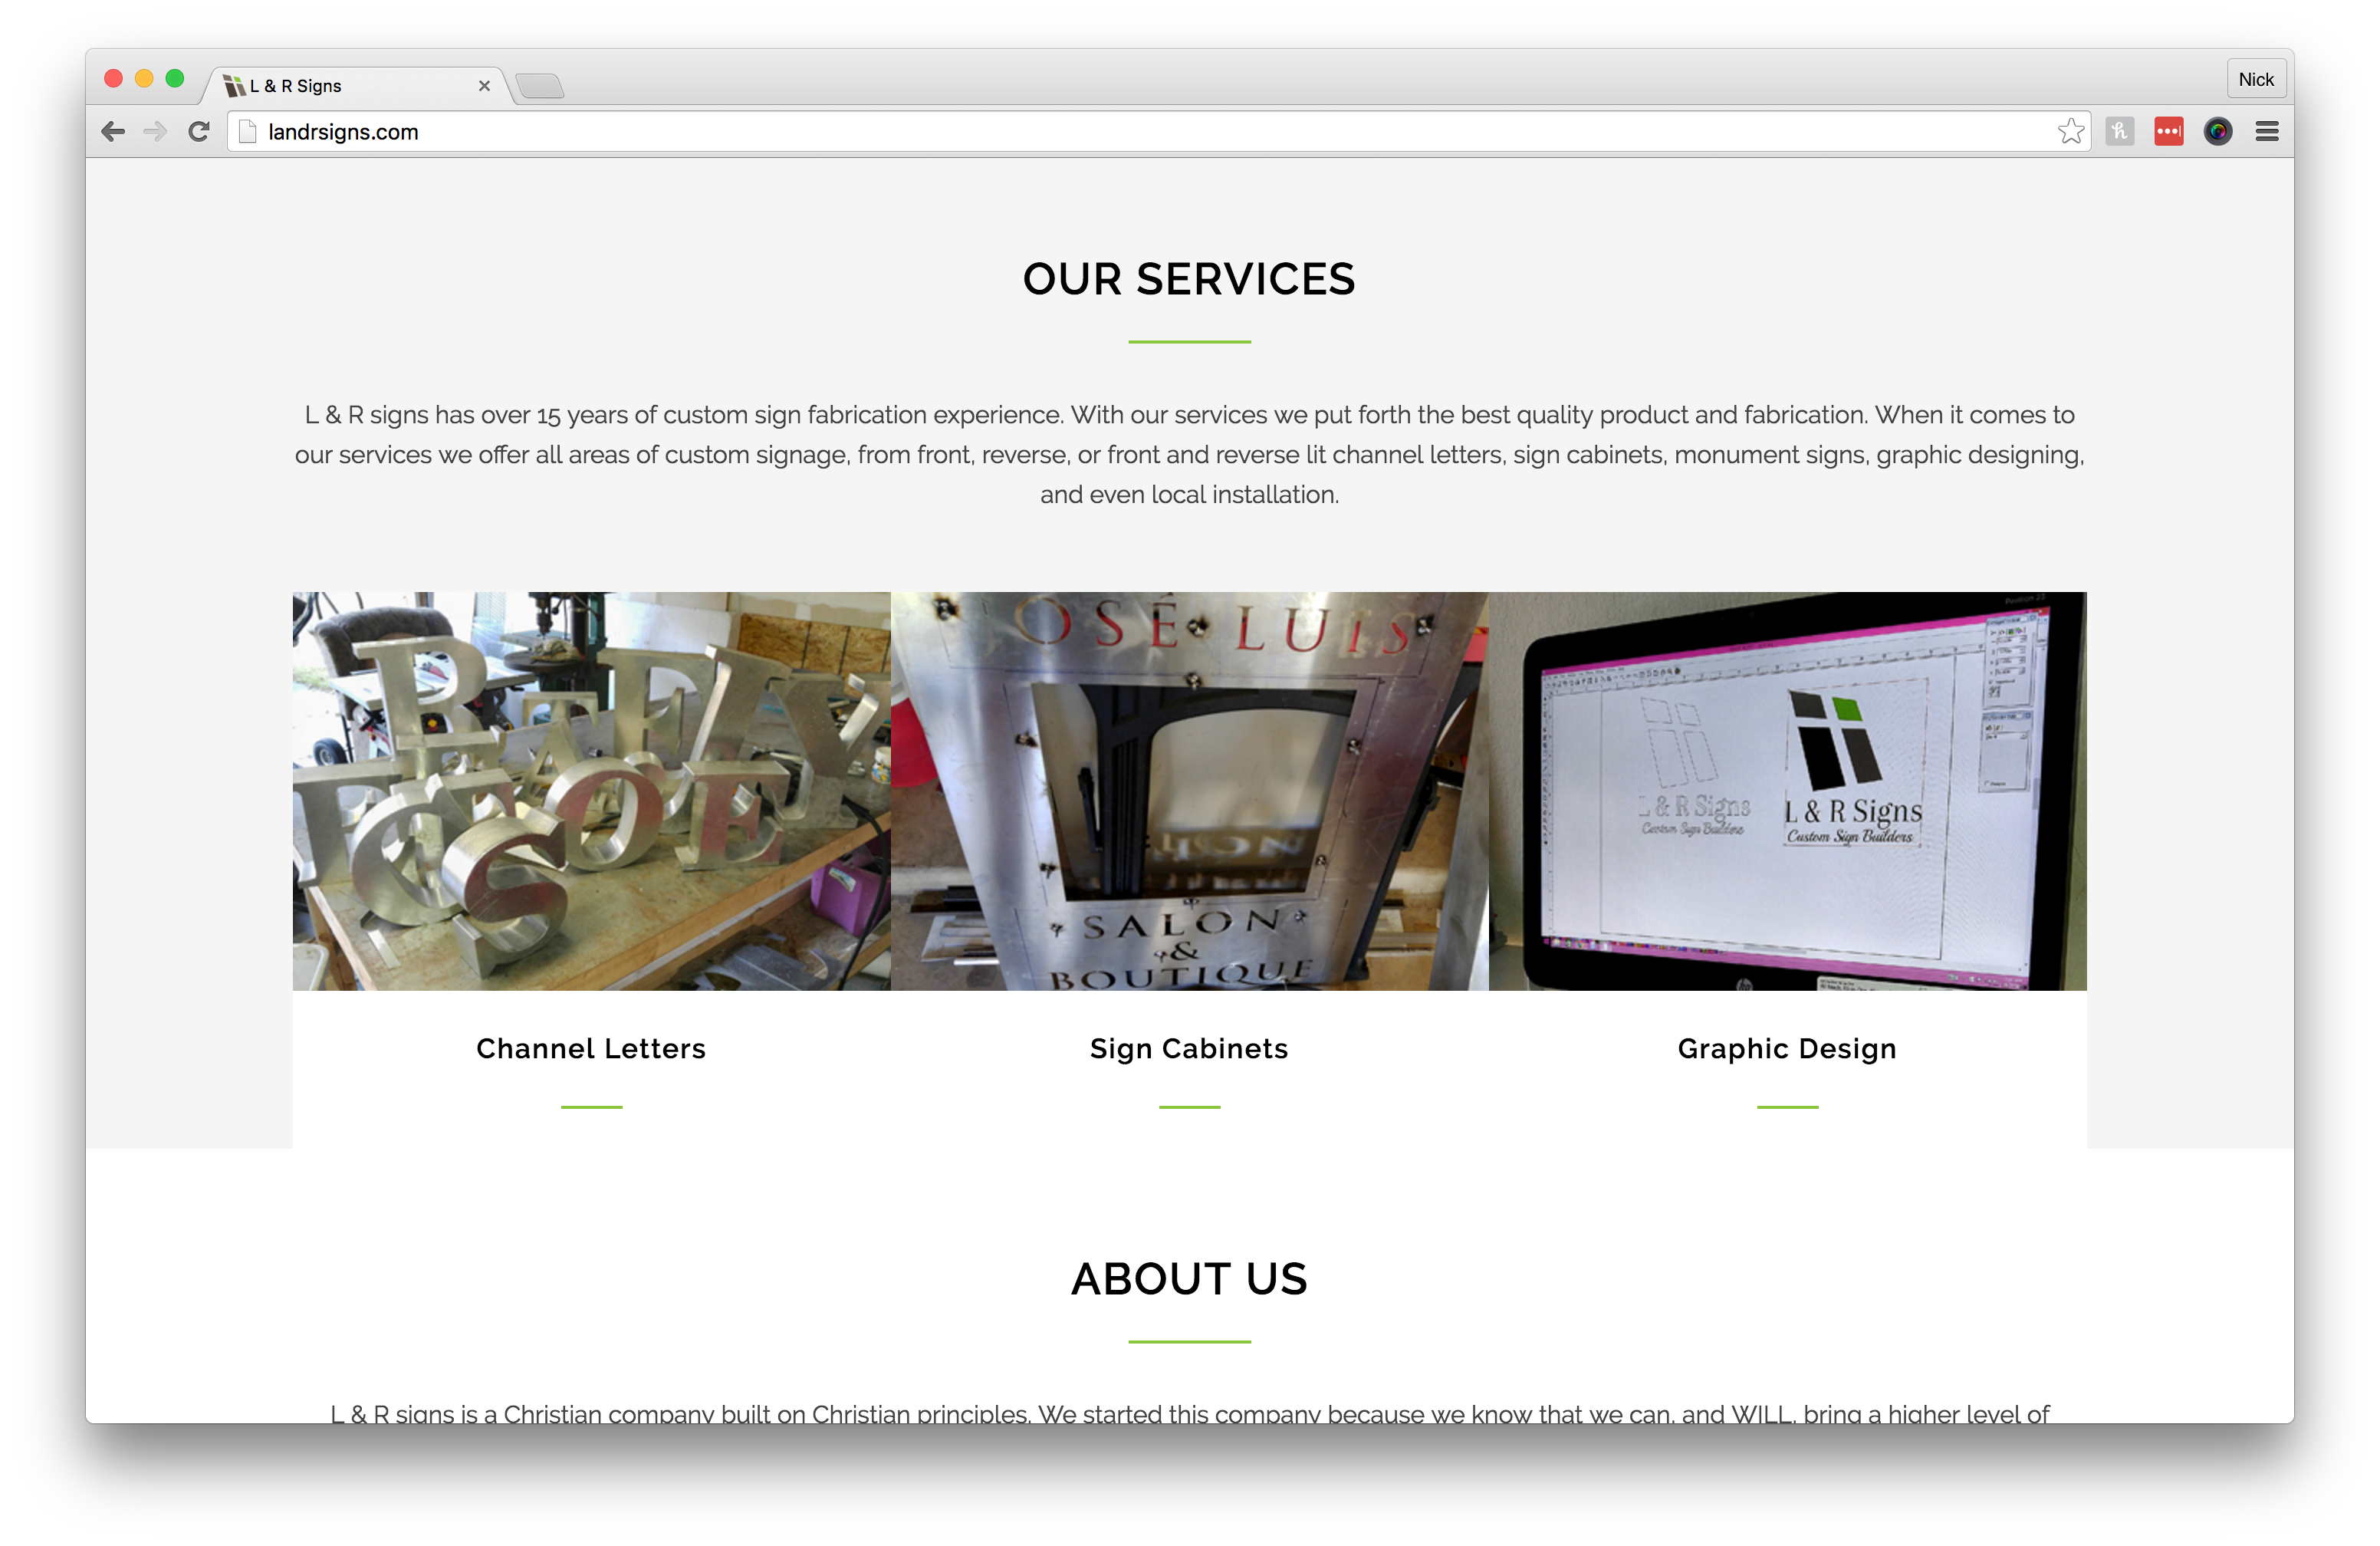 L & R Signs
Nick
landrsigns.com
OUR SERVICES
L & R signs has over 15 years of custom sign fabrication experience. With our services we put forth the best quality product and fabrication. When it comes to
our services we offer all areas of custom signage, from front, reverse, or front and reverse lit channel letters, sign cabinets, monument signs, graphic designing,
and even local installation.
OSÉ LUIS
SALON
&
BOUTIQUE
L & R Signs
Custom Sign Builders
L & R Signs
Custom Sign Builders
Channel Letters
Sign Cabinets
Graphic Design
ABOUT US
L & R signs is a Christian company built on Christian principles. We started this company because we know that we can, and WILL, bring a higher level of